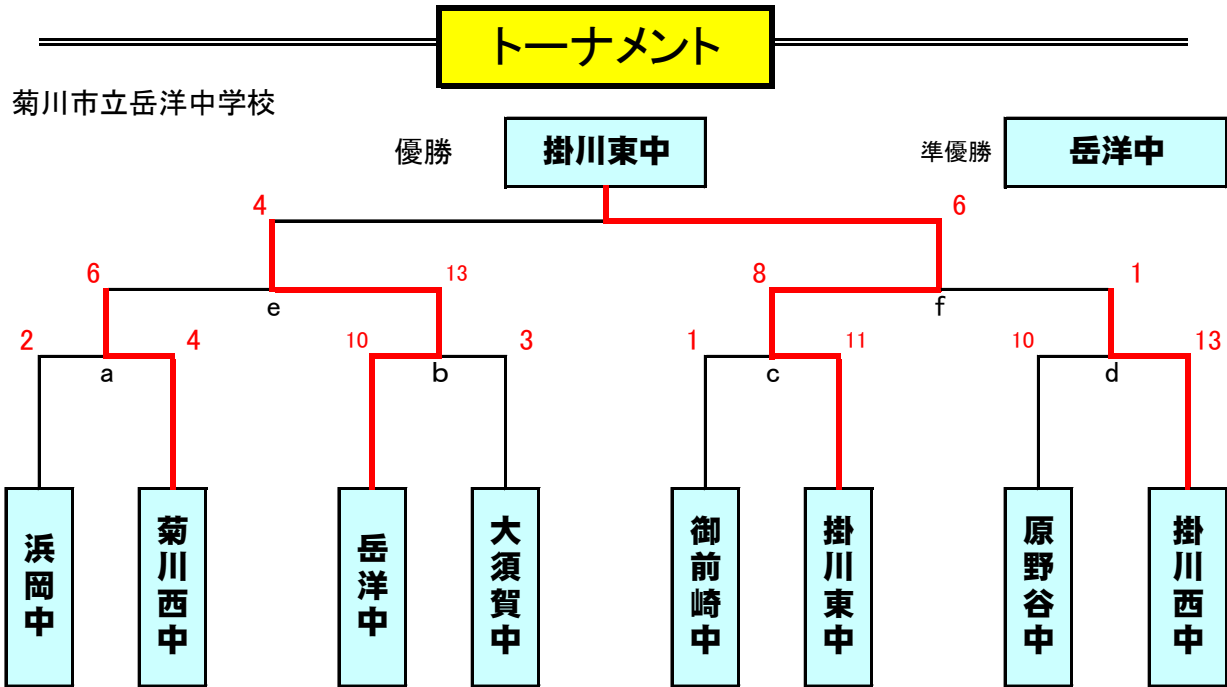 トーナメント
菊川市立岳洋中学校
優勝 掛川東中 準優勝 岳洋中
4 6
6 13 8 1
e f
2 4 10 3 1 11 10 13
a b c d
浜岡中
菊川西中
岳洋中
大須賀中
御前崎中
掛川東中
原野谷中
掛川西中